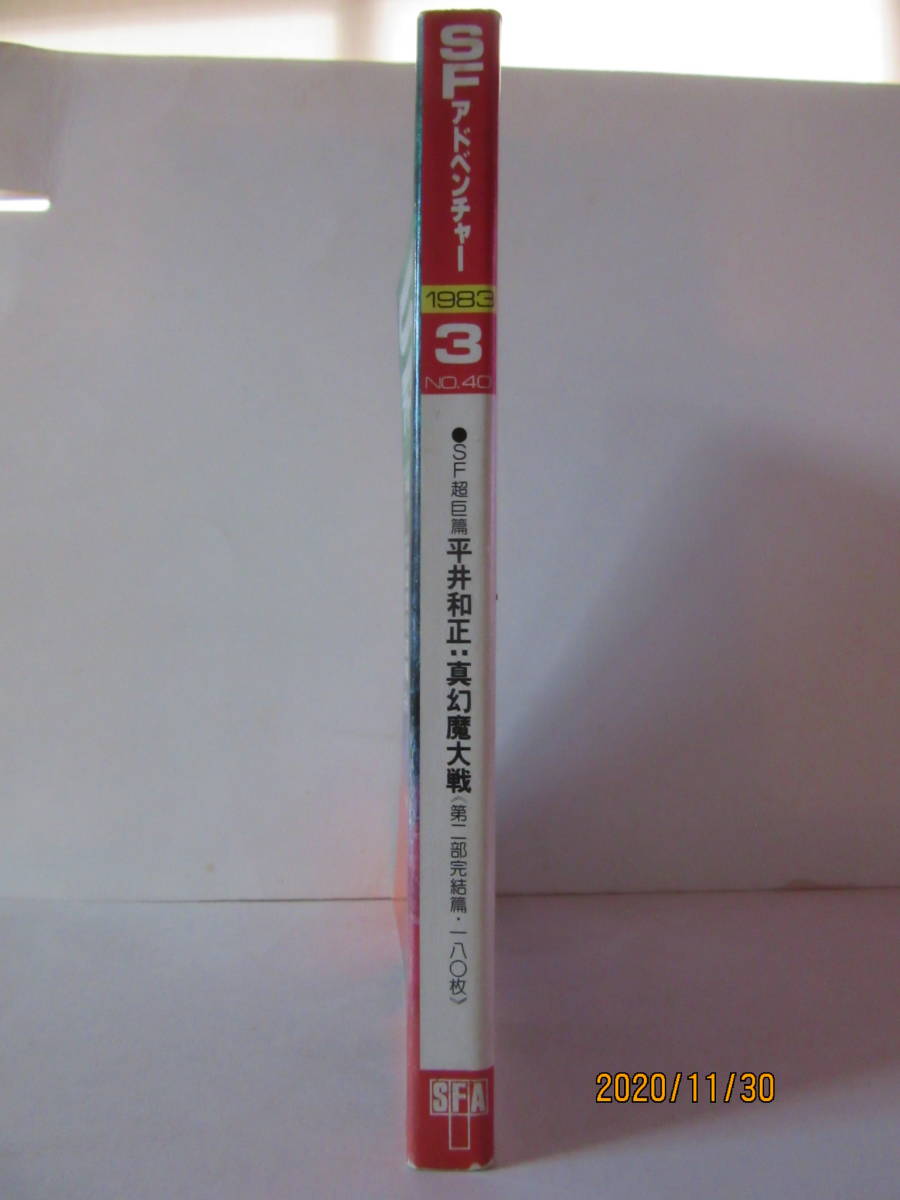 SFアドベンチャー
1983
3
NO.40
●SF超巨篇 平井和正:真幻魔大戦《第二部完結篇・一八〇枚》
SFA
2020/11/30